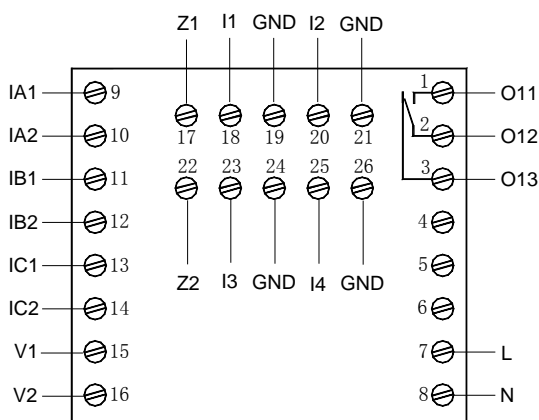 Z1 I1 GND I2 GND
IA1 9 1 O11
17 18 19 20 21
IA2 10 2 O12
22 23 24 25 26
IB1 11 3 O13
IB2 12 4
IC1 13 5
Z2 I3 GND I4 GND
IC2 14 6
V1 15 7 L
V2 16 8 N